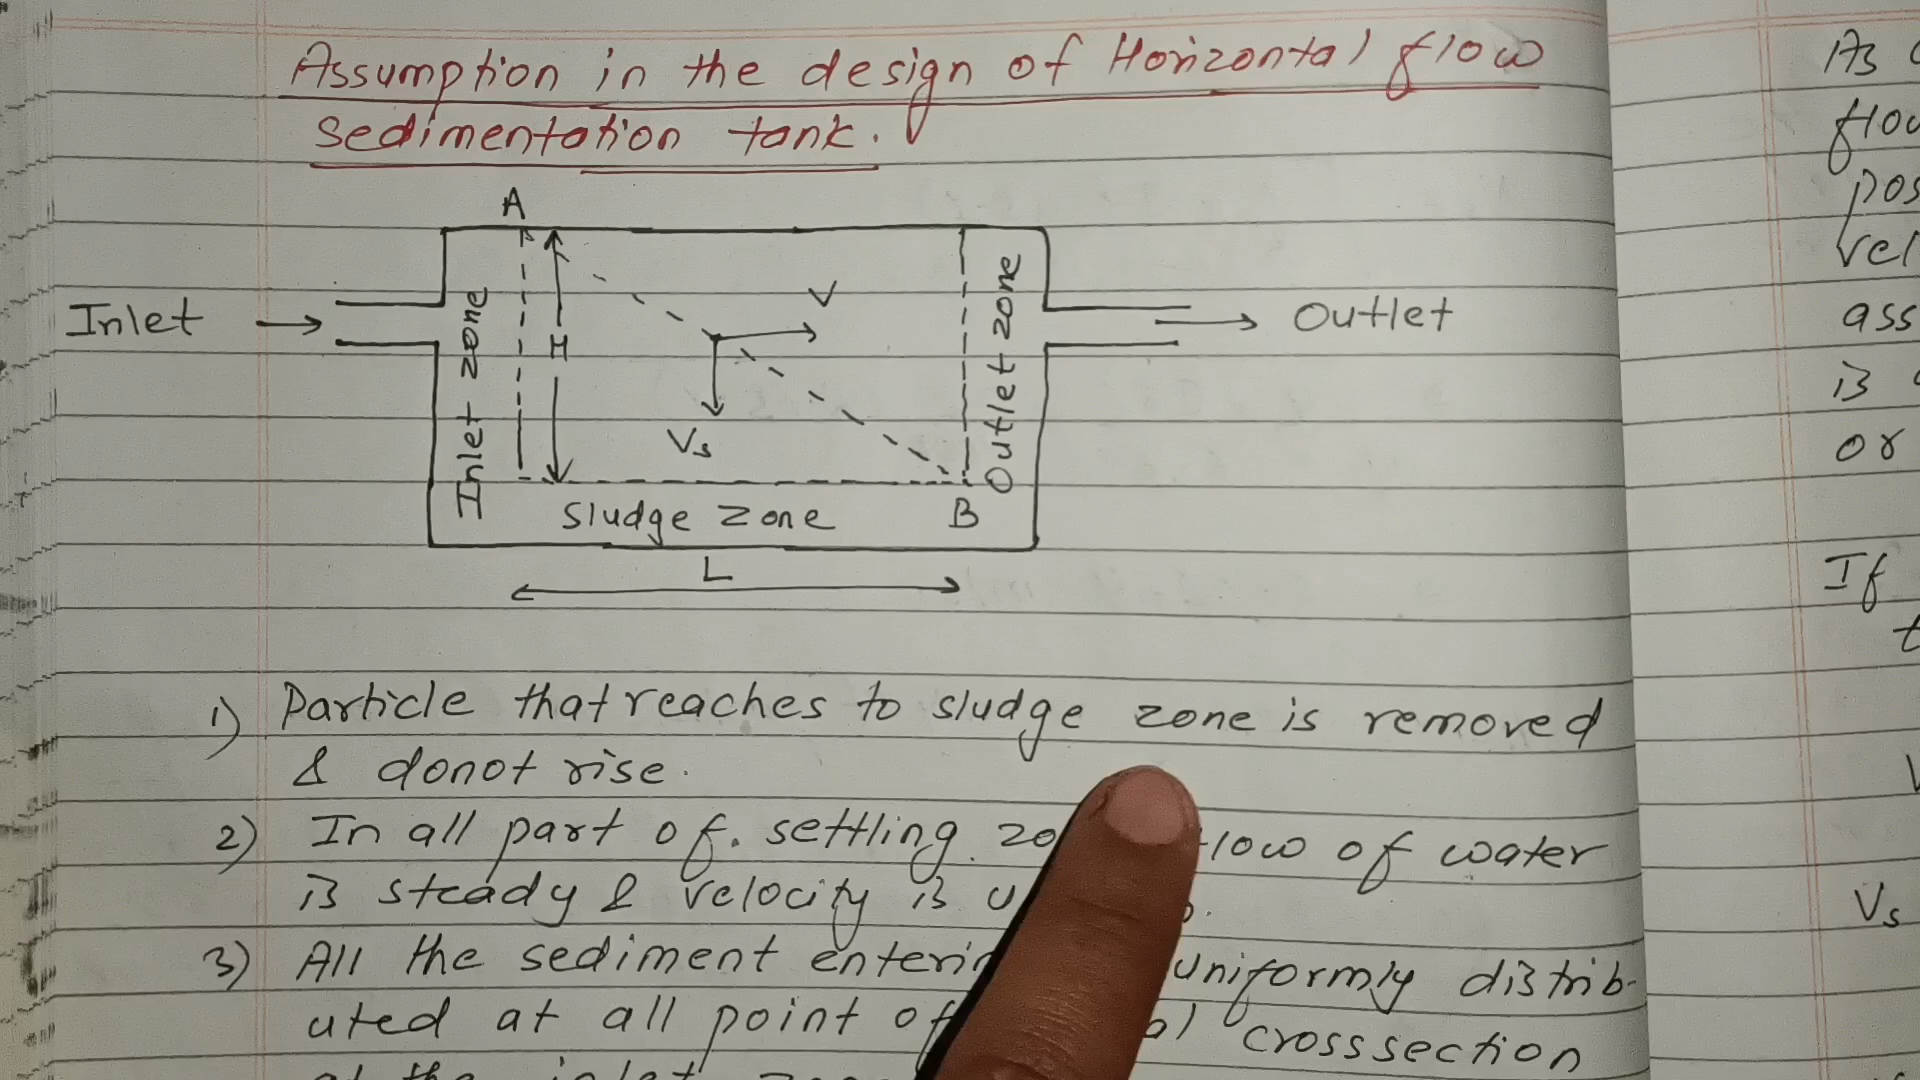 Assumption in the design of Horizontal flow
sedimentation tank.
A
Inlet
Inlet zone
H
V
Vs
Outlet zone
Outlet
Sludge zone
B
L
1) Particle that reaches to sludge zone is removed
& donot rise.
2) In all part of settling flow of water
is steady & velocity is
3) All the sediment uniformly distrib-
uted at all point of crosssection
at the inlet
As
pos
vel
ass
is
or
If
Vs